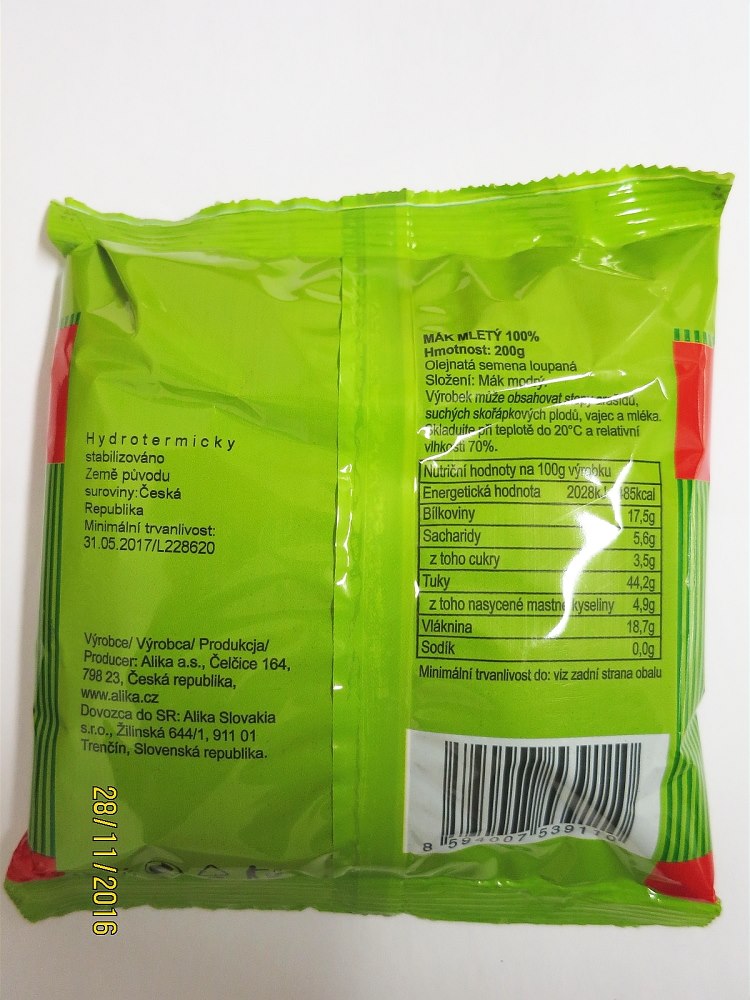 Hydrotermicky
stabilizováno
Země původu
suroviny:Česká
Republika
Minimální trvanlivost:
31.05.2017/L228620
Výrobce/ Výrobca/ Produkcja/
Producer: Alika a.s., Čelčice 164,
798 23, Česká republika,
www.alika.cz
Dovozca do SR: Alika Slovakia
s.r.o., Žilinská 644/1, 911 01
Trenčín, Slovenská republika.
MÁK MLETÝ 100%
Hmotnost: 200g
Olejnatá semena loupaná
Složení: Mák modrý.
Výrobek může obsahovat stopy arašídů,
suchých skořápkových plodů, vajec a mléka.
Skladujte při teplotě do 20°C a relativní
vlhkosti 70%.
Nutriční hodnoty na 100g výrobku
Energetická hodnota 2028kJ 485kcal
Bílkoviny 17,5g
Sacharidy 5,6g
z toho cukry 3,5g
Tuky 44,2g
z toho nasycené mastné kyseliny 4,9g
Vláknina 18,7g
Sodík 0,0g
Minimální trvanlivost do: viz zadní strana obalu
28/11/2016